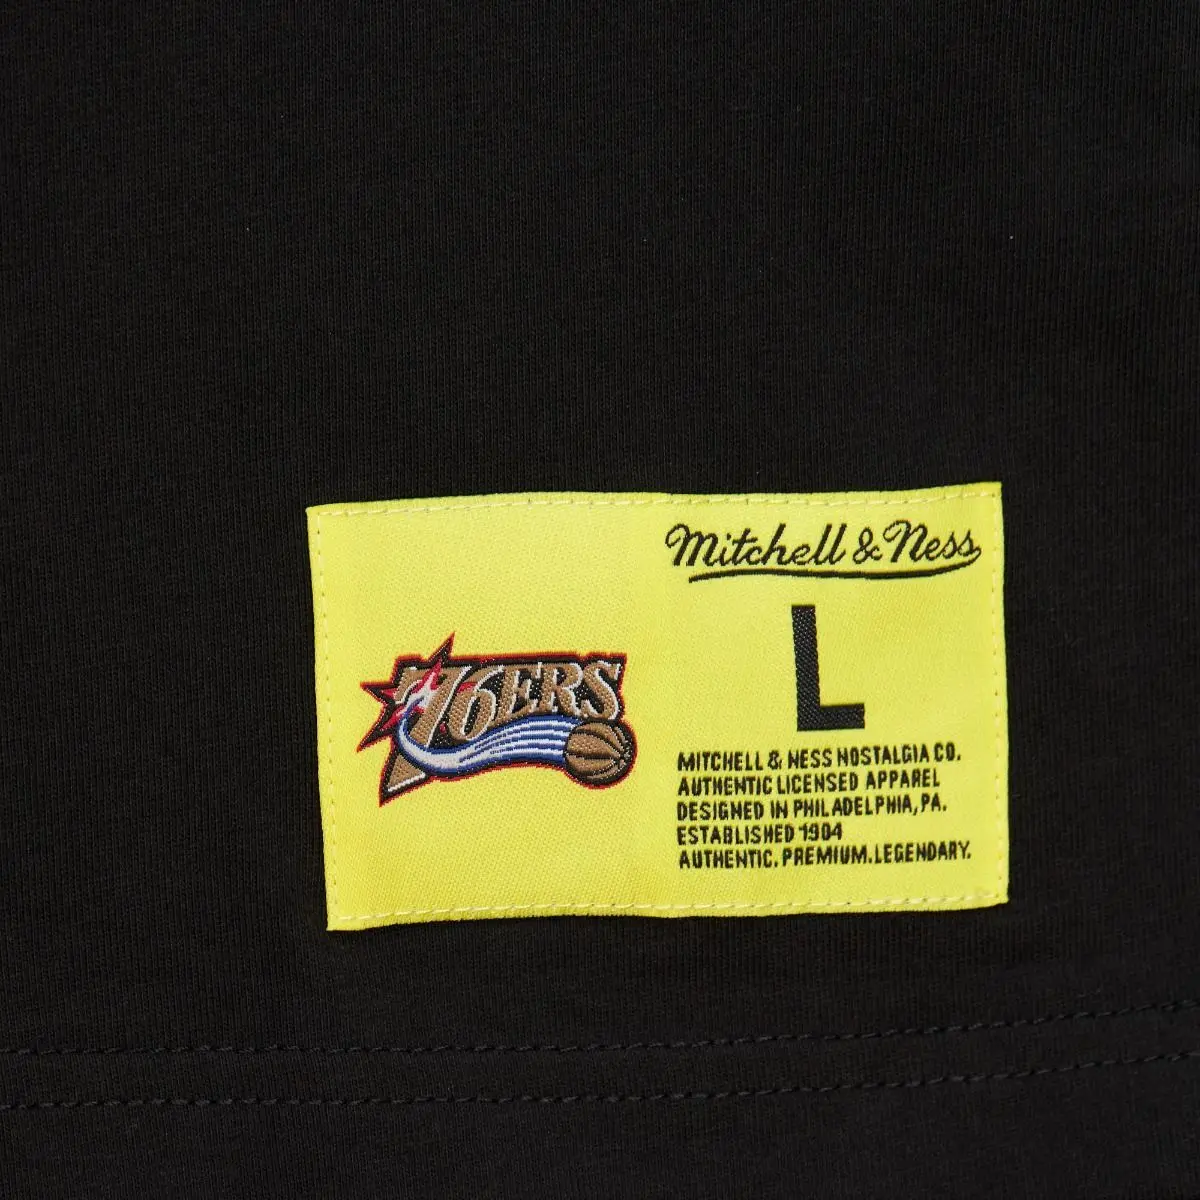 Mitchell & Ness
L
76ERS
MITCHELL & NESS NOSTALGIA CO.
AUTHENTIC LICENSED APPAREL
DESIGNED IN PHILADELPHIA, PA.
ESTABLISHED 1904
AUTHENTIC. PREMIUM. LEGENDARY.